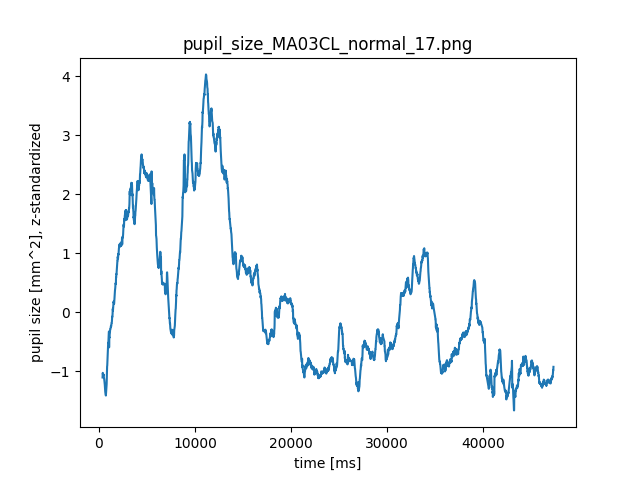 pupil_size_MA03CL_normal_17.png
4
3
2
1
0
−1
pupil size [mm^2], z-standardized
0 10000 20000 30000 40000
time [ms]